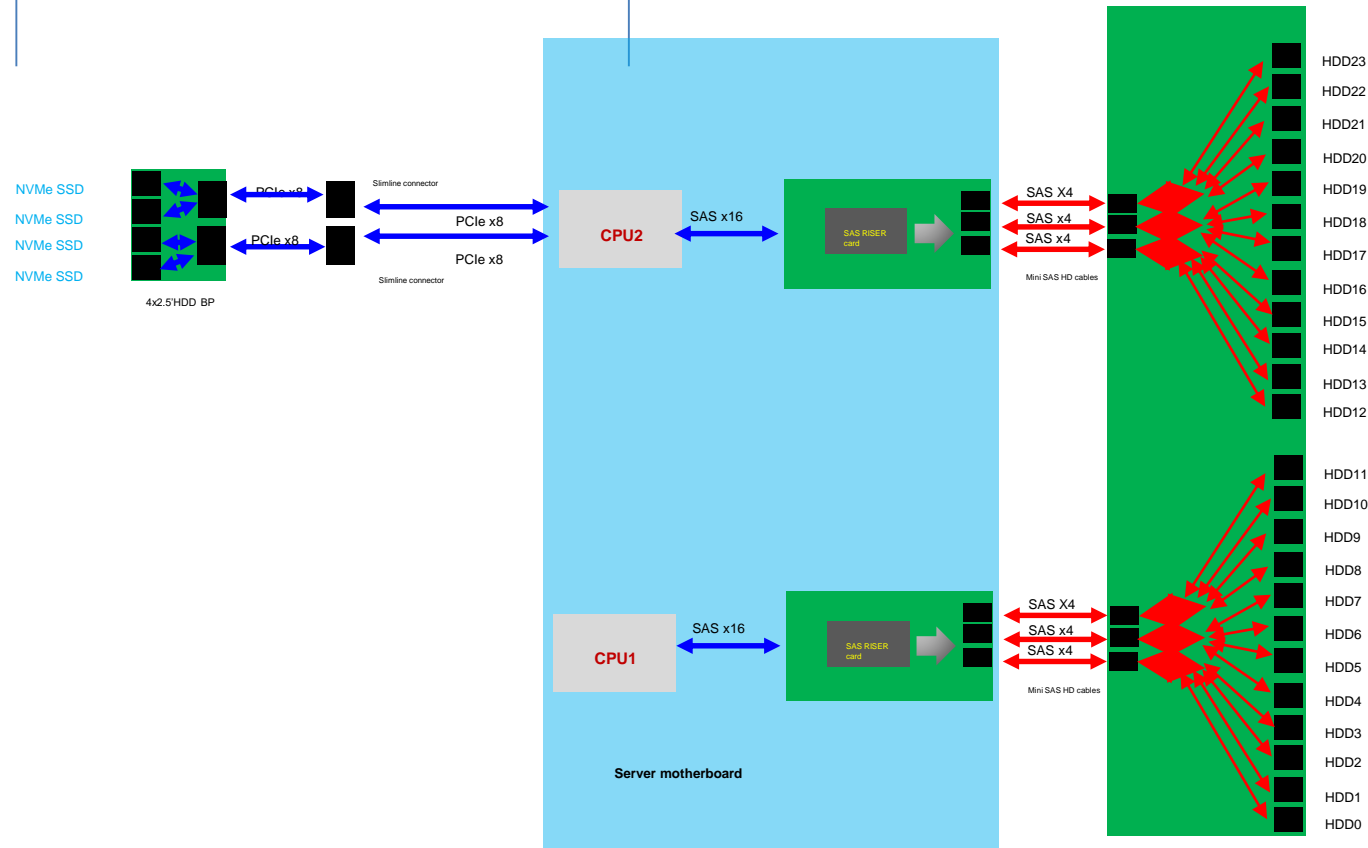 NVMe SSD
NVMe SSD
NVMe SSD
NVMe SSD
4x2.5'HDD BP
PCIe x8
PCIe x8
Slimline connector
PCIe x8
PCIe x8
Slimline connector
CPU2
SAS x16
SAS RISER
card
SAS X4
SAS x4
SAS x4
Mini SAS HD cables
HDD23
HDD22
HDD21
HDD20
HDD19
HDD18
HDD17
HDD16
HDD15
HDD14
HDD13
HDD12
CPU1
SAS x16
SAS RISER
card
SAS X4
SAS x4
SAS x4
Mini SAS HD cables
HDD11
HDD10
HDD9
HDD8
HDD7
HDD6
HDD5
HDD4
HDD3
HDD2
HDD1
HDD0
Server motherboard